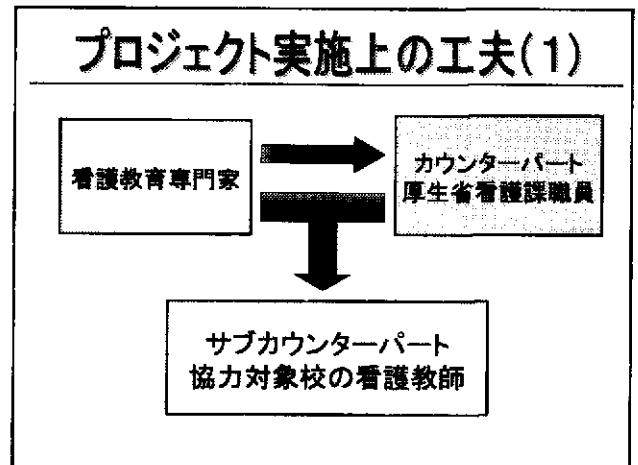 プロジェクト実施上の工夫(1)
看護教育専門家
カウンターパート
厚生省看護課職員
サブカウンターパート
協力対象校の看護教師